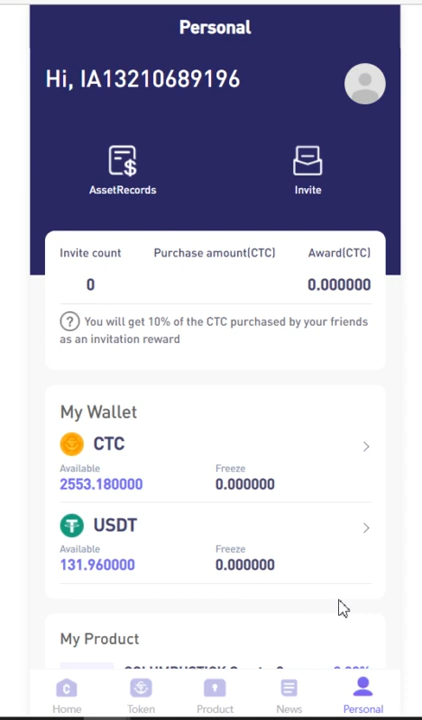 Personal
Hi, IA13210689196
AssetRecords
Invite
Invite count
Purchase amount(CTC)
Award(CTC)
0
0.000000
? You will get 10% of the CTC purchased by your friends
as an invitation reward
My Wallet
CTC
Available
Freeze
2553.180000
0.000000
USDT
Available
Freeze
131.960000
0.000000
My Product
Home
Token
Product
News
Personal